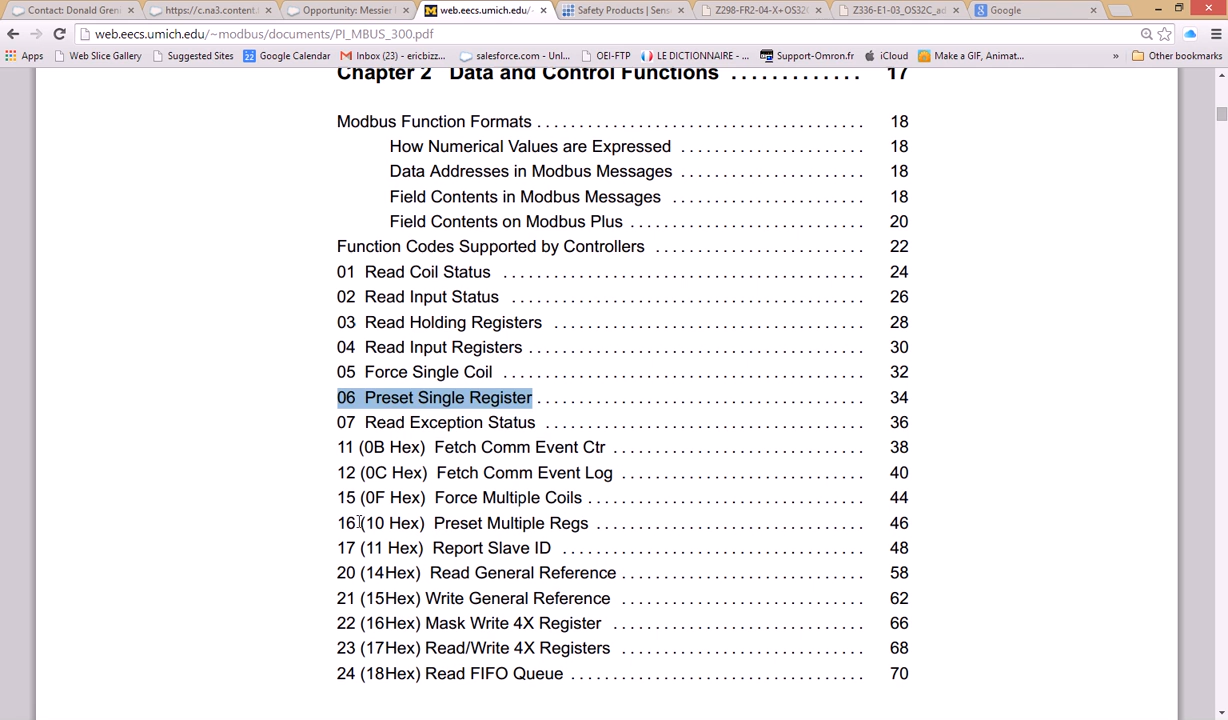 Contact: Donald Greni
https://c.na3.content.
Opportunity: Messier
web.eecs.umich.edu/~
Safety Products | Sens
Z298-FR2-04-X+OS32C
Z336-E1-03_OS32C_ad
Google
web.eecs.umich.edu/~modbus/documents/PI_MBUS_300.pdf
Apps Web Slice Gallery Suggested Sites 22 Google Calendar Inbox (23) - ericbizz... salesforce.com - Unl... OEI-FTP LE DICTIONNAIRE - ... Support-Omron.fr iCloud Make a GIF, Animat... » Other bookmarks
Chapter 2 Data and Control Functions . . . . . . . . . . . . . 17
Modbus Function Formats . . . . . . . . . . . . . . . . . . . . . . . . . . . . . . . . . . . . 18
How Numerical Values are Expressed . . . . . . . . . . . . . . . . . . . . 18
Data Addresses in Modbus Messages . . . . . . . . . . . . . . . . . . . . 18
Field Contents in Modbus Messages . . . . . . . . . . . . . . . . . . . . . 18
Field Contents on Modbus Plus . . . . . . . . . . . . . . . . . . . . . . . . . 20
Function Codes Supported by Controllers . . . . . . . . . . . . . . . . . . . . . . . 22
01 Read Coil Status . . . . . . . . . . . . . . . . . . . . . . . . . . . . . . . . . . . . . . . 24
02 Read Input Status . . . . . . . . . . . . . . . . . . . . . . . . . . . . . . . . . . . . . . 26
03 Read Holding Registers . . . . . . . . . . . . . . . . . . . . . . . . . . . . . . . . . . 28
04 Read Input Registers . . . . . . . . . . . . . . . . . . . . . . . . . . . . . . . . . . . . 30
05 Force Single Coil . . . . . . . . . . . . . . . . . . . . . . . . . . . . . . . . . . . . . . . 32
06 Preset Single Register . . . . . . . . . . . . . . . . . . . . . . . . . . . . . . . . . . . . 34
07 Read Exception Status . . . . . . . . . . . . . . . . . . . . . . . . . . . . . . . . . . . 36
11 (0B Hex) Fetch Comm Event Ctr . . . . . . . . . . . . . . . . . . . . . . . . . . . 38
12 (0C Hex) Fetch Comm Event Log . . . . . . . . . . . . . . . . . . . . . . . . . . . 40
15 (0F Hex) Force Multiple Coils . . . . . . . . . . . . . . . . . . . . . . . . . . . . . . 44
16 (10 Hex) Preset Multiple Regs . . . . . . . . . . . . . . . . . . . . . . . . . . . . . 46
17 (11 Hex) Report Slave ID . . . . . . . . . . . . . . . . . . . . . . . . . . . . . . . . . 48
20 (14Hex) Read General Reference . . . . . . . . . . . . . . . . . . . . . . . . . . 58
21 (15Hex) Write General Reference . . . . . . . . . . . . . . . . . . . . . . . . . . 62
22 (16Hex) Mask Write 4X Register . . . . . . . . . . . . . . . . . . . . . . . . . . . 66
23 (17Hex) Read/Write 4X Registers . . . . . . . . . . . . . . . . . . . . . . . . . . 68
24 (18Hex) Read FIFO Queue . . . . . . . . . . . . . . . . . . . . . . . . . . . . . . . . 70